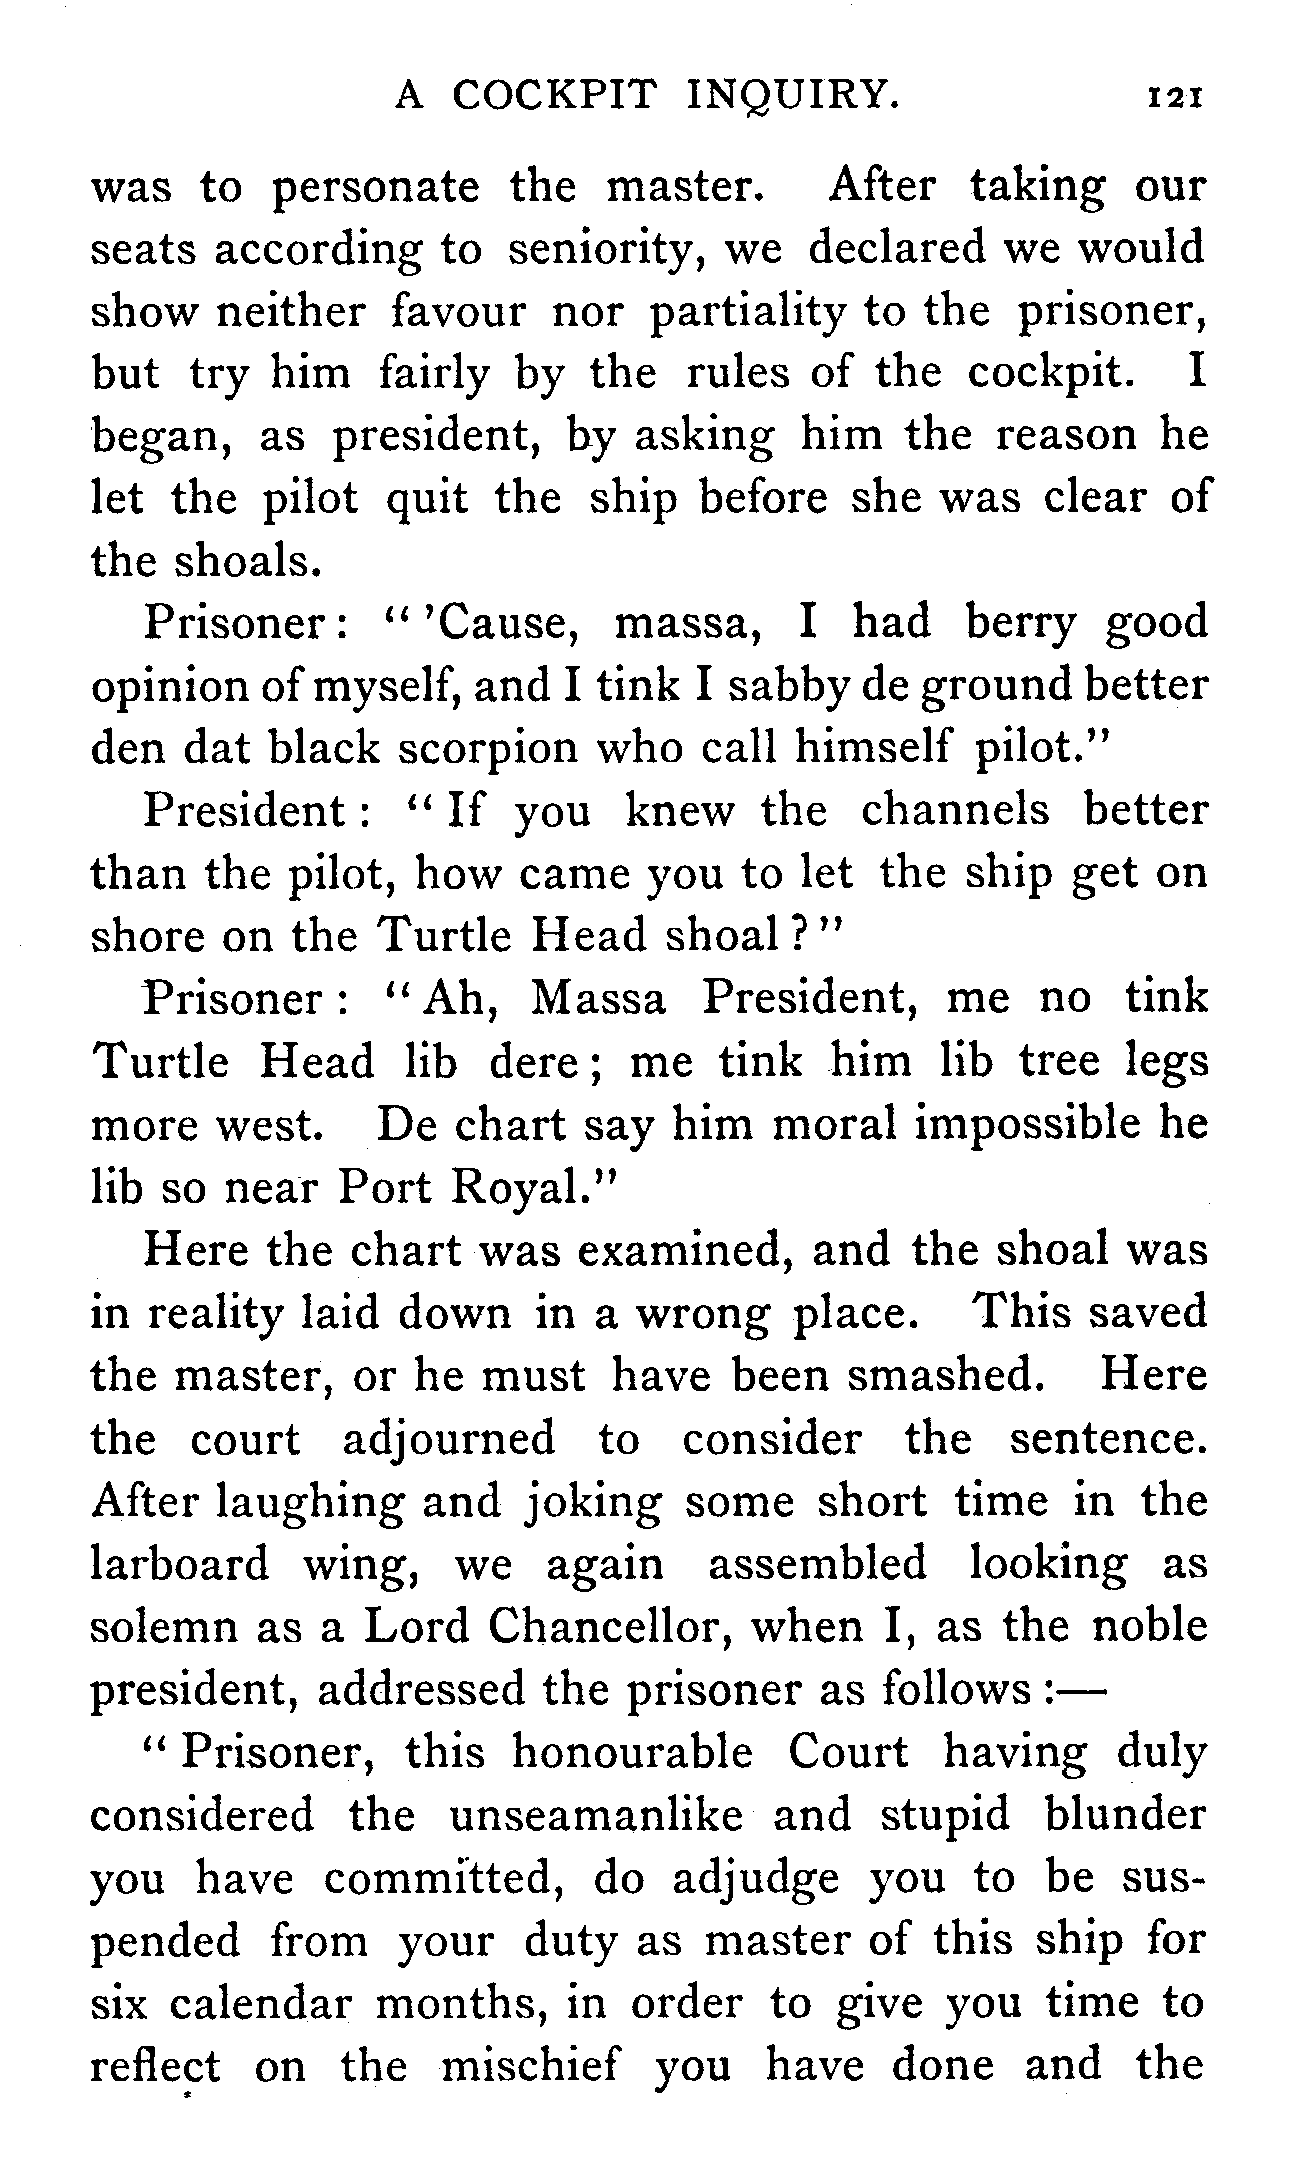 A COCKPIT INQUIRY. 121
was to personate the master. After taking our
seats according to seniority, we declared we would
show neither favour nor partiality to the prisoner,
but try him fairly by the rules of the cockpit. I
began, as president, by asking him the reason he
let the pilot quit the ship before she was clear of
the shoals.
Prisoner: "'Cause, massa, I had berry good
opinion of myself, and I tink I sabby de ground better
den dat black scorpion who call himself pilot."
President: "If you knew the channels better
than the pilot, how came you to let the ship get on
shore on the Turtle Head shoal?"
Prisoner: "Ah, Massa President, me no tink
Turtle Head lib dere; me tink him lib tree legs
more west. De chart say him moral impossible he
lib so near Port Royal."
Here the chart was examined, and the shoal was
in reality laid down in a wrong place. This saved
the master, or he must have been smashed. Here
the court adjourned to consider the sentence.
After laughing and joking some short time in the
larboard wing, we again assembled looking as
solemn as a Lord Chancellor, when I, as the noble
president, addressed the prisoner as follows:—
"Prisoner, this honourable Court having duly
considered the unseamanlike and stupid blunder
you have committed, do adjudge you to be sus-
pended from your duty as master of this ship for
six calendar months, in order to give you time to
reflect on the mischief you have done and the